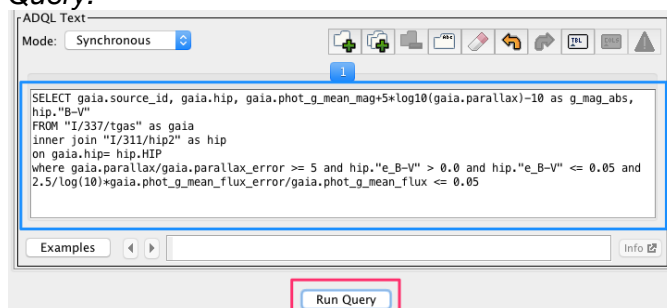 Query:
ADQL Text
Mode: Synchronous
Abc
1
SELECT gaia.source_id, gaia.hip, gaia.phot_g_mean_mag+5*log10(gaia.parallax)-10 as g_mag_abs,
hip."B-V"
FROM "I/337/tgas" as gaia
inner join "I/311/hip2" as hip
on gaia.hip= hip.HIP
where gaia.parallax/gaia.parallax_error >= 5 and hip."e_B-V" > 0.0 and hip."e_B-V" <= 0.05 and
2.5/log(10)*gaia.phot_g_mean_flux_error/gaia.phot_g_mean_flux <= 0.05
Examples Info
Run Query